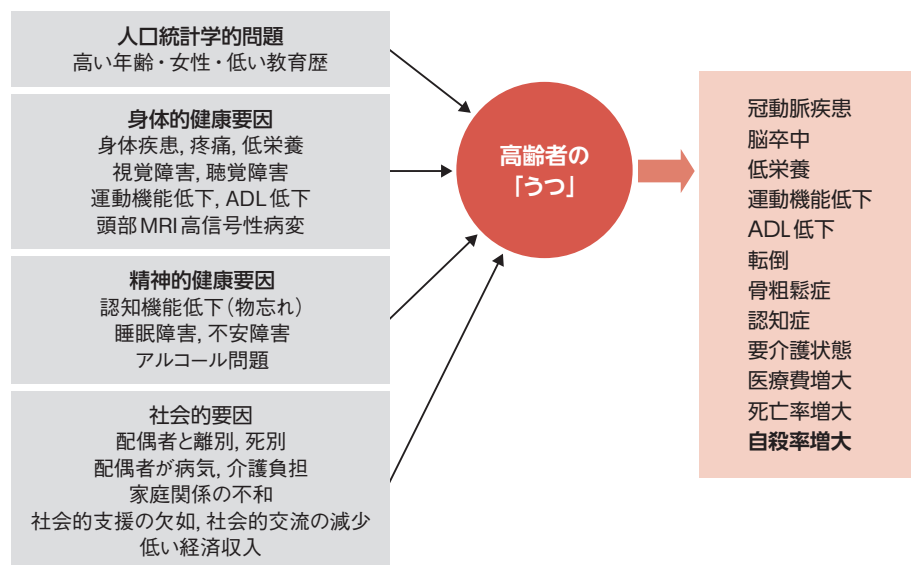 人口統計学的問題
高い年齢・女性・低い教育歴
身体的健康要因
身体疾患, 疼痛, 低栄養
視覚障害, 聴覚障害
運動機能低下, ADL低下
頭部MRI高信号性病変
精神的健康要因
認知機能低下(物忘れ)
睡眠障害, 不安障害
アルコール問題
社会的要因
配偶者と離別, 死別
配偶者が病気, 介護負担
家庭関係の不和
社会的支援の欠如, 社会的交流の減少
低い経済収入
高齢者の
「うつ」
冠動脈疾患
脳卒中
低栄養
運動機能低下
ADL低下
転倒
骨粗鬆症
認知症
要介護状態
医療費増大
死亡率増大
自殺率増大